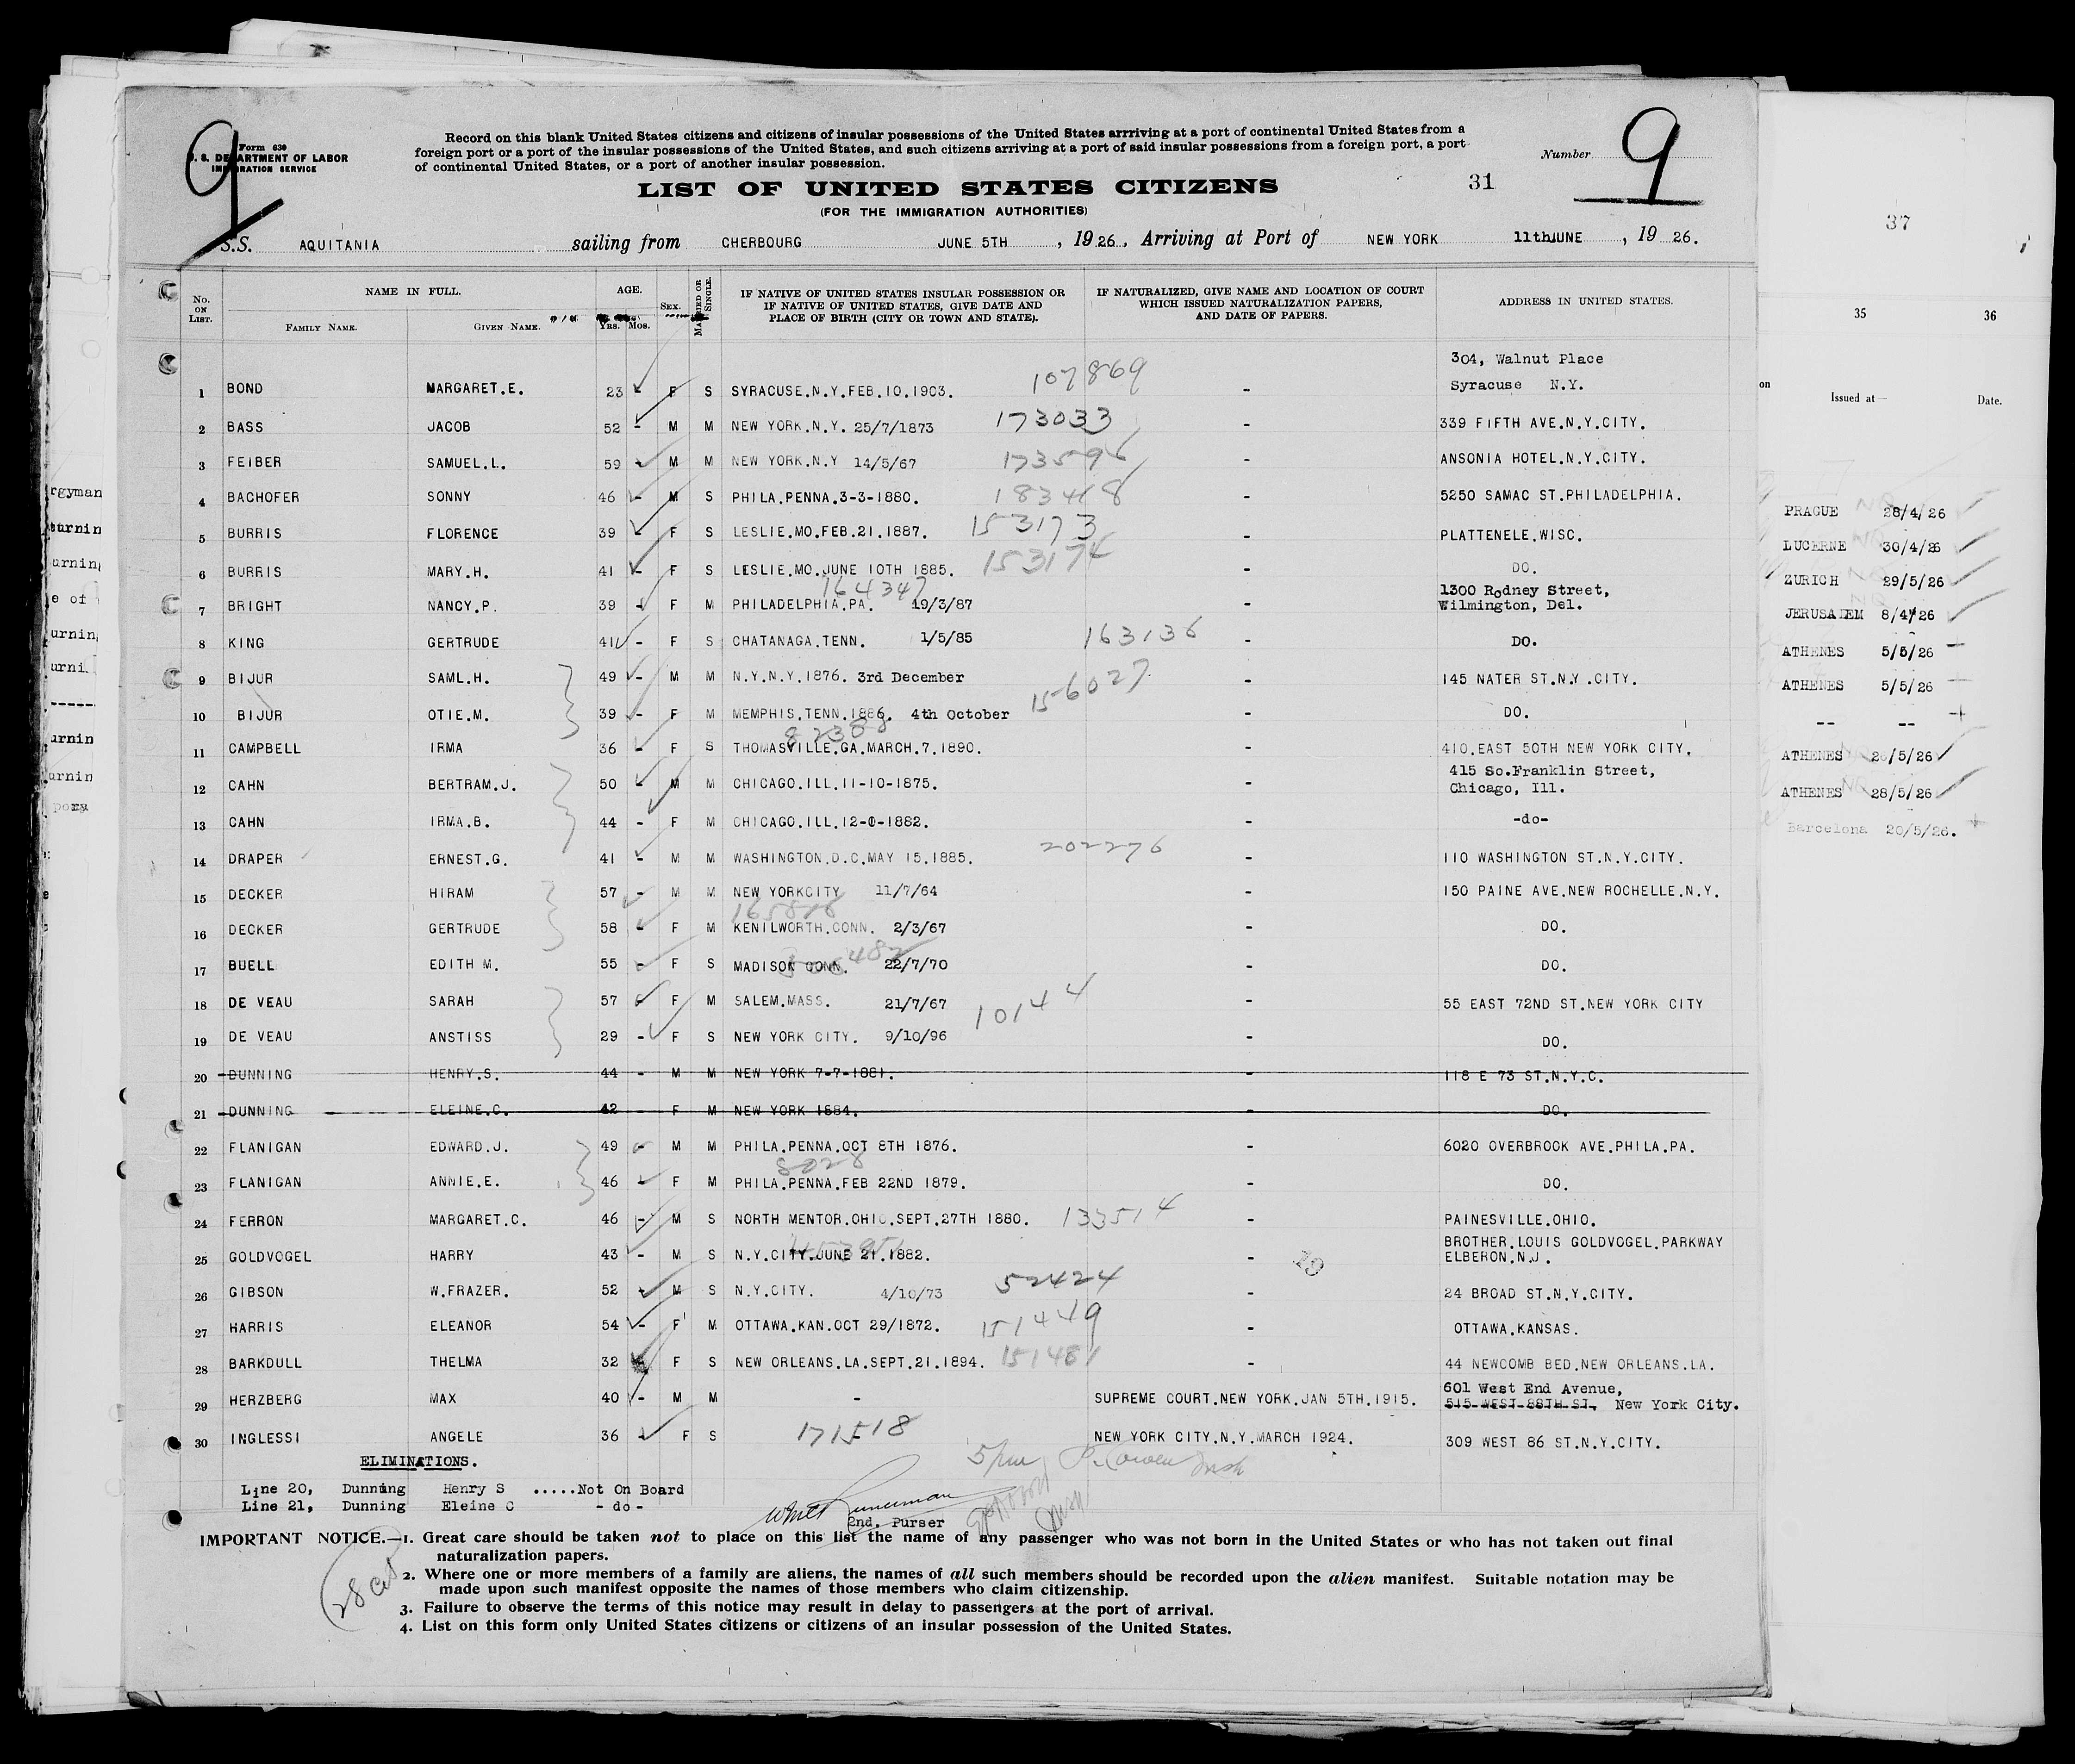 9
Form 630
U. S. DEPARTMENT OF LABOR
IMMIGRATION SERVICE
Record on this blank United States citizens and citizens of insular possessions of the United States arrriving at a port of continental United States from a
foreign port or a port of the insular possessions of the United States, and such citizens arriving at a port of said insular possessions from a foreign port, a port
of continental United States, or a port of another insular possession.
Number 9
LIST OF UNITED STATES CITIZENS
31
(FOR THE IMMIGRATION AUTHORITIES)
S.S. AQUITANIA sailing from CHERBOURG JUNE 5TH , 1926., Arriving at Port of NEW YORK 11thJUNE , 19 26.
No. ON LIST.
NAME IN FULL.
FAMILY NAME. GIVEN NAME.
AGE.
YRS. MOS.
SEX.
MARRIED OR SINGLE.
IF NATIVE OF UNITED STATES INSULAR POSSESSION OR
IF NATIVE OF UNITED STATES, GIVE DATE AND
PLACE OF BIRTH (CITY OR TOWN AND STATE).
IF NATURALIZED, GIVE NAME AND LOCATION OF COURT
WHICH ISSUED NATURALIZATION PAPERS,
AND DATE OF PAPERS.
ADDRESS IN UNITED STATES.
304, Walnut Place
1 BOND MARGARET.E. 23 - F S SYRACUSE.N.Y.FEB.10.1903. 107869 - Syracuse N.Y.
2 BASS JACOB 52 - M M NEW YORK.N.Y. 25/7/1873 173033 - 339 FIFTH AVE.N.Y.CITY.
3 FEIBER SAMUEL.L. 59 - M M NEW YORK.N.Y 14/5/67 173596 - ANSONIA HOTEL.N.Y.CITY.
4 BACHOFER SONNY 46 - M S PHILA.PENNA.3-3-1880. 183418 - 5250 SAMAC ST.PHILADELPHIA.
5 BURRIS FLORENCE 39 - F S LESLIE.MO.FEB.21.1887. 153173 - PLATTENELE.WISC.
6 BURRIS MARY.H. 41 - F S LESLIE.MO.JUNE 10TH 1885. 153174 - DO.
164347
1300 Rodney Street,
7 BRIGHT NANCY.P. 39 - F M PHILADELPHIA.PA. 19/3/87 - Wilmington, Del.
8 KING GERTRUDE 41 - F S CHATANAGA.TENN. 1/5/85 163136 - DO.
9 BIJUR SAML.H. 49 - M M N.Y.N.Y.1876. 3rd December - 145 NATER ST.N.Y.CITY.
156027
10 BIJUR OTIE.M. 39 - F M MEMPHIS.TENN.1886. 4th October - DO.
11 CAMPBELL IRMA 36 - F S THOMASVILLE.GA.MARCH.7.1890. - 410.EAST 50TH NEW YORK CITY.
415 So.Franklin Street,
12 CAHN BERTRAM.J. 50 - M M CHICAGO.ILL.11-10-1875. - Chicago, Ill.
13 CAHN IRMA.B. 44 - F M CHICAGO.ILL.12-0-1882. - -do-
14 DRAPER ERNEST.G. 41 - M M WASHINGTON.D.C.MAY 15.1885. 202276 - 110 WASHINGTON ST.N.Y.CITY.
15 DECKER HIRAM 57 - M M NEW YORKCITY 11/7/64 - 150 PAINE AVE.NEW ROCHELLE.N.Y.
16 DECKER GERTRUDE 58 - F M KENILWORTH.CONN. 2/3/67 - DO.
17 BUELL EDITH M. 55 - F S MADISON CONN. 22/7/70 - DO.
18 DE VEAU SARAH 57 - F M SALEM.MASS. 21/7/67 - 55 EAST 72ND ST.NEW YORK CITY
10144
19 DE VEAU ANSTISS 29 - F S NEW YORK CITY. 9/10/96 - DO.
20 DUNNING HENRY.S. 44 - M M NEW YORK 7-7-1881. - 118 E 73 ST.N.Y.C.
21 DUNNING ELEINE.C. 42 F M NEW YORK 1884. - DO.
22 FLANIGAN EDWARD.J. 49 - M M PHILA.PENNA.OCT 8TH 1876. - 6020 OVERBROOK AVE.PHILA.PA.
8028
23 FLANIGAN ANNIE.E. 46 - F M PHILA.PENNA.FEB 22ND 1879. - DO.
24 FERRON MARGARET.C. 46 - M S NORTH MENTOR.OHIO.SEPT.27TH 1880. 133514 - PAINESVILLE.OHIO.
BROTHER.LOUIS GOLDVOGEL.PARKWAY
25 GOLDVOGEL HARRY 43 - M S N.Y.CITY.JUNE 21.1882. - ELBERON.N.J.
26 GIBSON W.FRAZER. 52 - M S N.Y.CITY. 4/10/73 52424 - 24 BROAD ST.N.Y.CITY.
27 HARRIS ELEANOR 54 - F M OTTAWA.KAN.OCT 29/1872. 151449 - OTTAWA.KANSAS.
28 BARKDULL THELMA 32 F S NEW ORLEANS.LA.SEPT.21.1894. 151481 - 44 NEWCOMB BED.NEW ORLEANS.LA.
601 West End Avenue,
29 HERZBERG MAX 40 - M M - SUPREME COURT.NEW YORK.JAN 5TH.1915. 515 WEST 88TH ST. New York City.
30 INGLESSI ANGELE 36 - F S 171518 NEW YORK CITY.N.Y.MARCH 1924. 309 WEST 86 ST.N.Y.CITY.
ELIMINATIONS.
Line 20, Dunning Henry S .....Not On Board
Line 21, Dunning Eleine C - do -
2nd. Purser
IMPORTANT NOTICE.—1. Great care should be taken not to place on this list the name of any passenger who was not born in the United States or who has not taken out final
naturalization papers.
2. Where one or more members of a family are aliens, the names of all such members should be recorded upon the alien manifest. Suitable notation may be
made upon such manifest opposite the names of those members who claim citizenship.
3. Failure to observe the terms of this notice may result in delay to passengers at the port of arrival.
4. List on this form only United States citizens or citizens of an insular possession of the United States.
37
35 36
on
Issued at— Date.
PRAGUE 28/4/26
LUCERNE 30/4/26
ZURICH 29/5/26
JERUSALEM 8/4/26
ATHENES 5/5/26
ATHENES 5/5/26
-- --
ATHENES 26/5/26
ATHENES 28/5/26
Barcelona 20/5/26.
rgyman
urnin
urning
e of
urning
urni
urnin
urnin